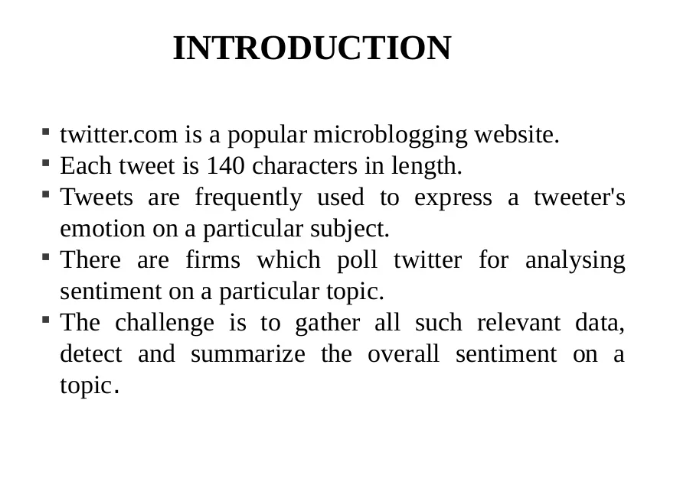 INTRODUCTION
▪ twitter.com is a popular microblogging website.
▪ Each tweet is 140 characters in length.
▪ Tweets are frequently used to express a tweeter's
emotion on a particular subject.
▪ There are firms which poll twitter for analysing
sentiment on a particular topic.
▪ The challenge is to gather all such relevant data,
detect and summarize the overall sentiment on a
topic.